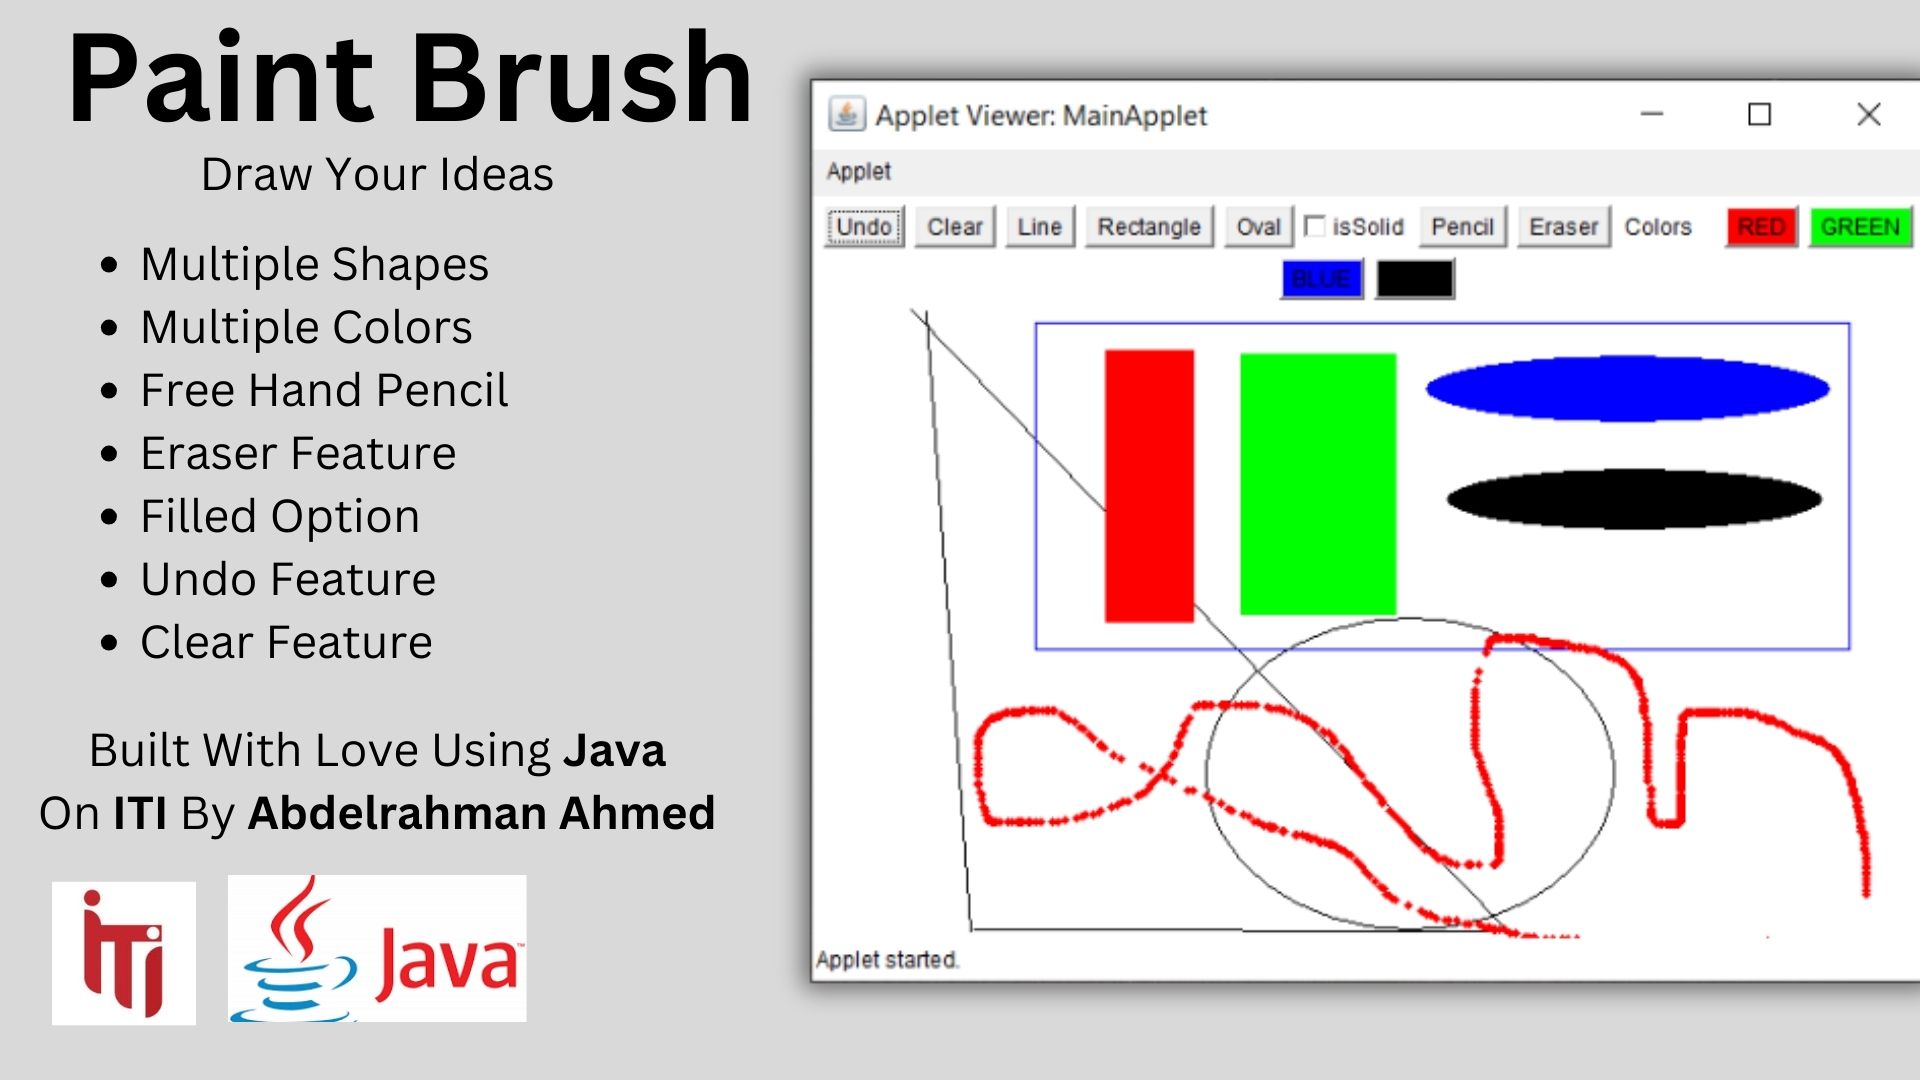 Paint Brush
Draw Your Ideas
• Multiple Shapes
• Multiple Colors
• Free Hand Pencil
• Eraser Feature
• Filled Option
• Undo Feature
• Clear Feature
Built With Love Using Java
On ITI By Abdelrahman Ahmed
iTi
Java™
Applet Viewer: MainApplet
Applet
Undo Clear Line Rectangle Oval isSolid Pencil Eraser Colors RED GREEN
BLUE
Applet started.